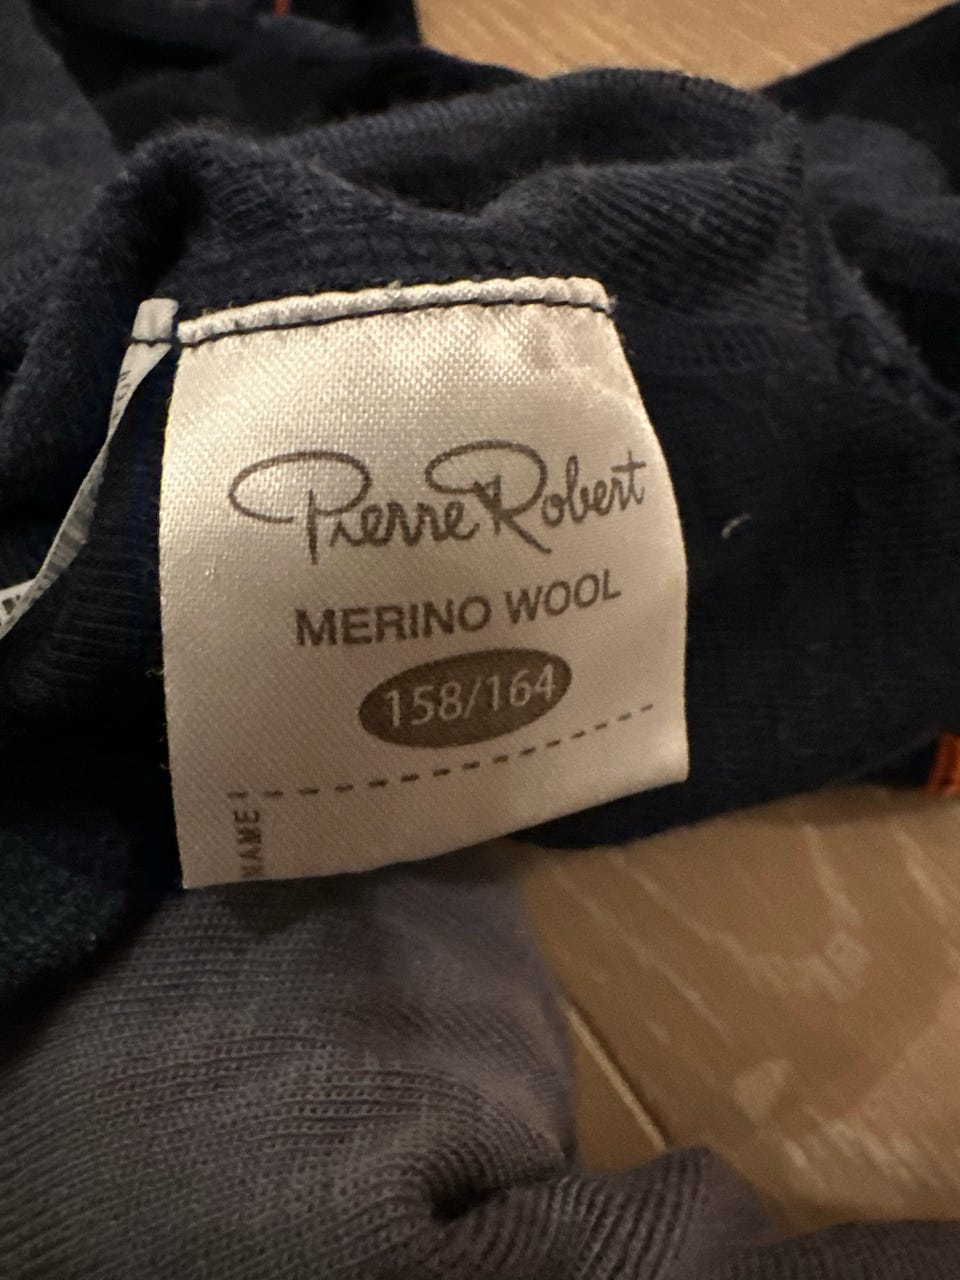 Pierre Robert
MERINO WOOL
158/164
NAME